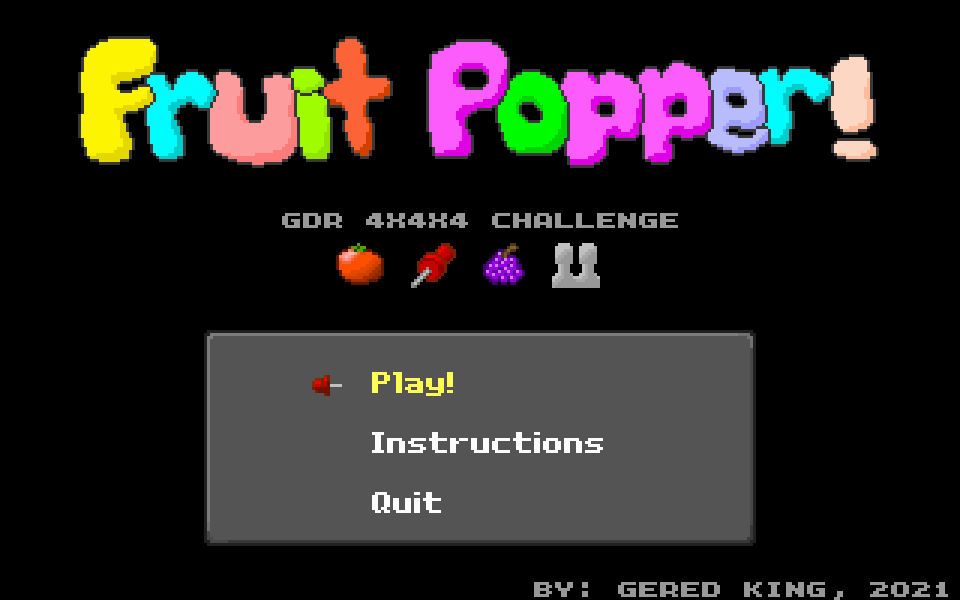 Fruit Popper!
GDR 4X4X4 CHALLENGE
Play!
Instructions
Quit
BY: GERED KING, 2021